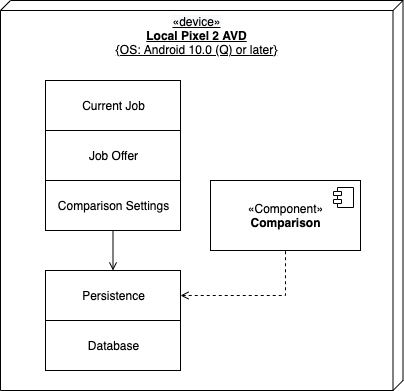 «device»
Local Pixel 2 AVD
{OS: Android 10.0 (Q) or later}
Current Job
Job Offer
Comparison Settings
«Component»
Comparison
Persistence
Database